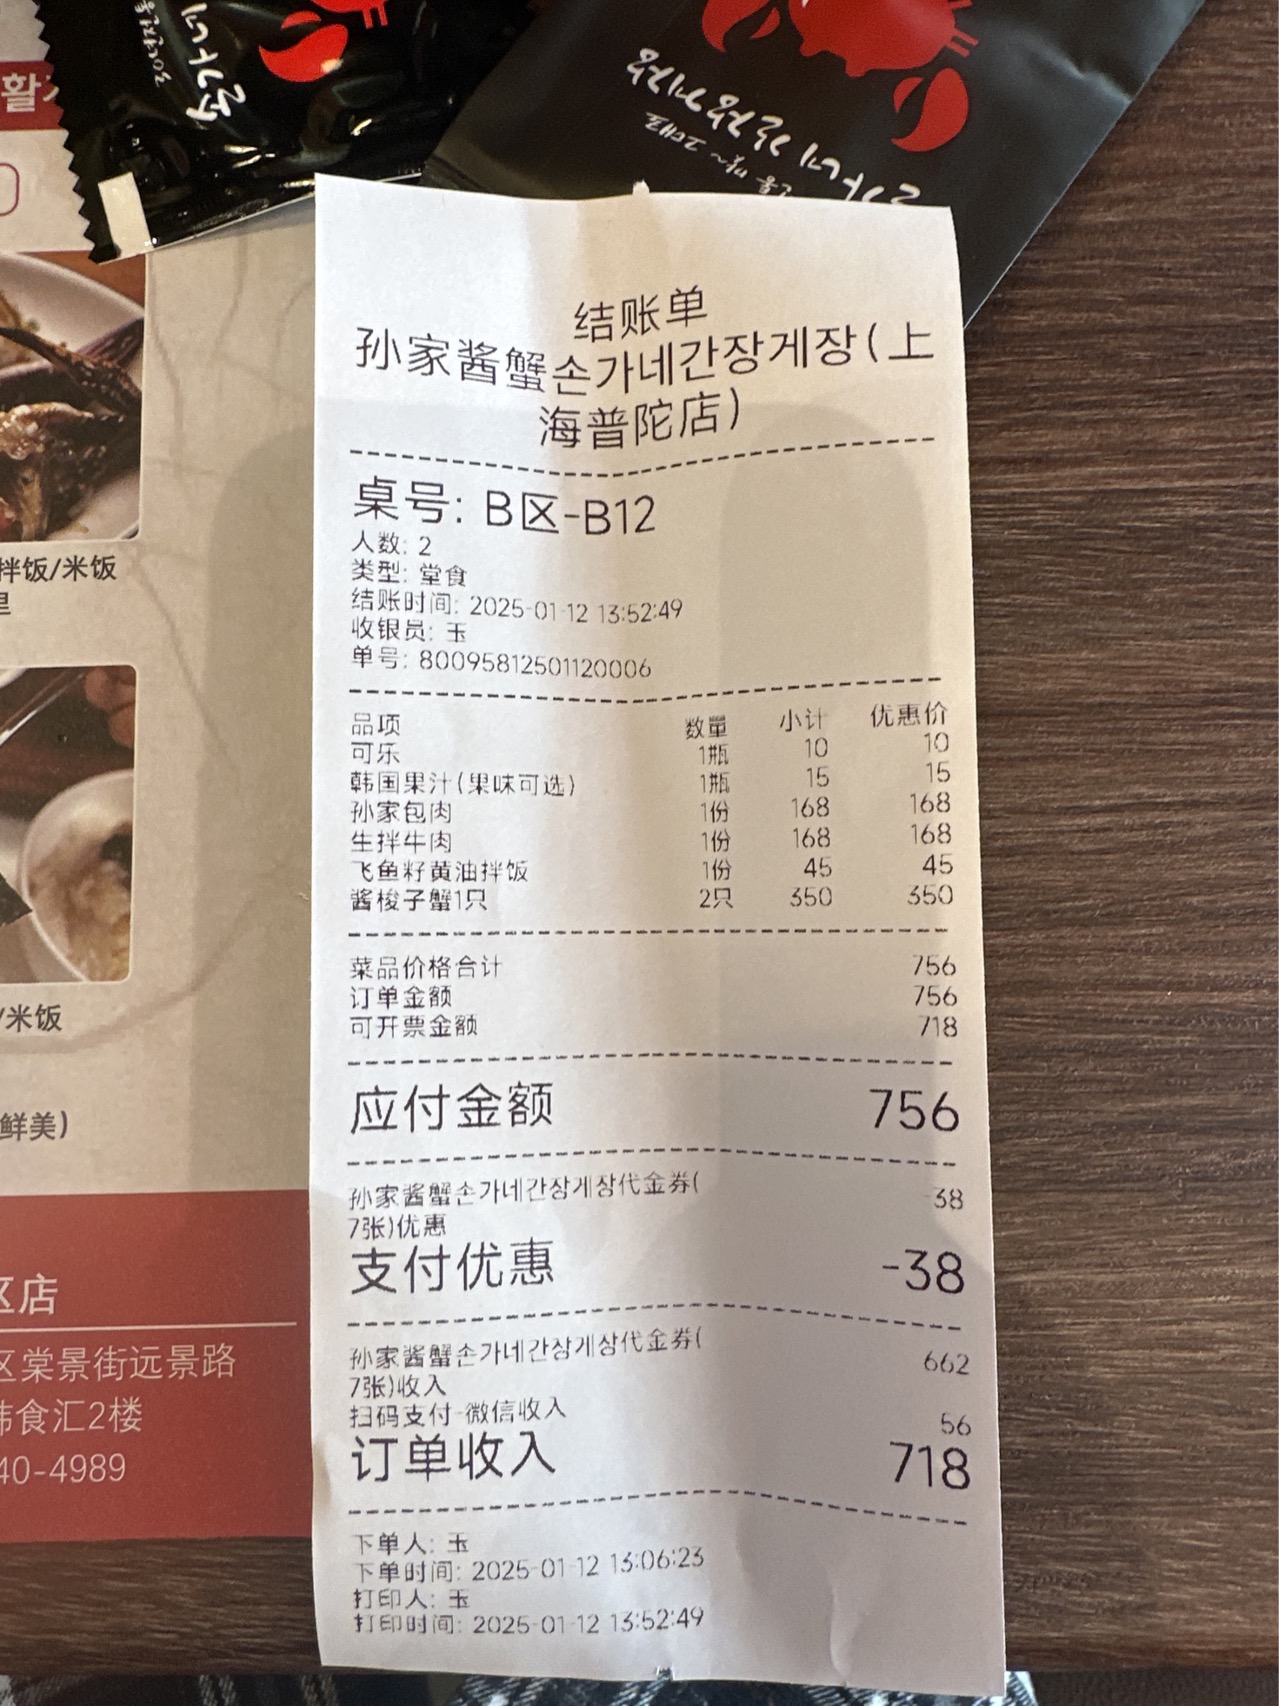 활
拌饭/米饭
里
/米饭
鲜美)
区店
区棠景街远景路
韩食汇2楼
40-4989
结账单
孙家酱蟹손가네간장게장(上
海普陀店)
桌号: B区-B12
人数: 2
类型: 堂食
结账时间: 2025-01-12 13:52:49
收银员: 玉
单号: 800958125011200006
品项 数量 小计 优惠价
可乐 1瓶 10 10
韩国果汁(果味可选) 1瓶 15 15
孙家包肉 1份 168 168
生拌牛肉 1份 168 168
飞鱼籽黄油拌饭 1份 45 45
酱梭子蟹1只 2只 350 350
菜品价格合计 756
订单金额 756
可开票金额 718
应付金额 756
孙家酱蟹손가네간장게장代金券( -38
7张)优惠
支付优惠 -38
孙家酱蟹손가네간장게장代金券( 662
7张)收入
扫码支付-微信收入 56
订单收入 718
下单人: 玉
下单时间: 2025-01-12 13:06:23
打印人: 玉
打印时间: 2025-01-12 13:52:49